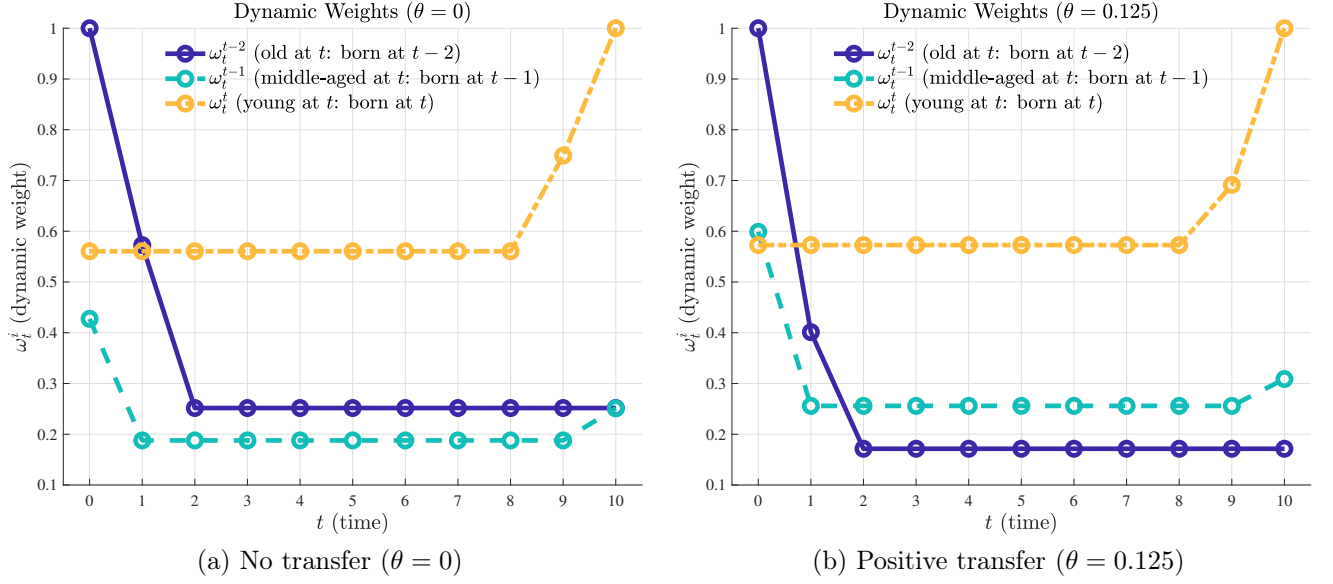 Dynamic Weights (θ = 0)
ω_t^{t−2} (old at t: born at t − 2)
ω_t^{t−1} (middle-aged at t: born at t − 1)
ω_t^t (young at t: born at t)
ω_t^i (dynamic weight)
1
0.9
0.8
0.7
0.6
0.5
0.4
0.3
0.2
0.1
0 1 2 3 4 5 6 7 8 9 10
t (time)
(a) No transfer (θ = 0)
Dynamic Weights (θ = 0.125)
ω_t^{t−2} (old at t: born at t − 2)
ω_t^{t−1} (middle-aged at t: born at t − 1)
ω_t^t (young at t: born at t)
ω_t^i (dynamic weight)
1
0.9
0.8
0.7
0.6
0.5
0.4
0.3
0.2
0.1
0 1 2 3 4 5 6 7 8 9 10
t (time)
(b) Positive transfer (θ = 0.125)